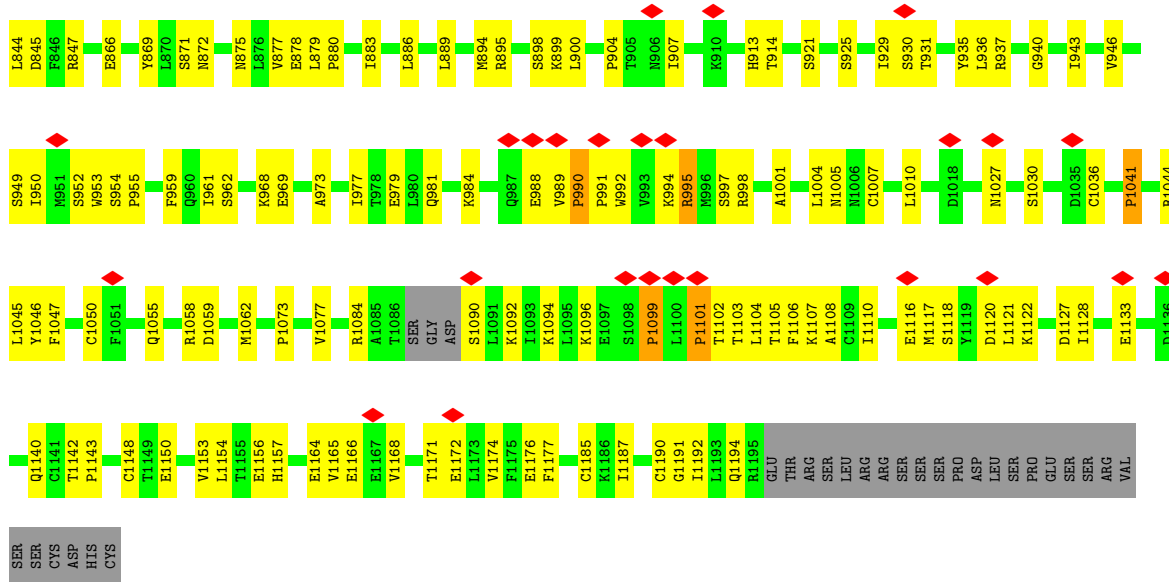 L844 D845 F846 R847 E866 Y869 L870 S871 N872 N875 L876 V877 E878 L879 P880 I883 L886 L889 M894 R895 S898 K899 L900 P904 T905 N906 I907 K910 H913 T914 S921 S925 I929 S930 T931 Y935 L936 R937 G940 I943 V946
S949 I950 M951 S952 W953 S954 P955 F959 Q960 I961 S962 K968 E969 A973 I977 T978 E979 L980 Q981 K984 Q987 E988 V989 P990 P991 W992 V993 K994 R995 M996 S997 R998 A1001 L1004 N1005 N1006 C1007 L1010 D1018 N1027 S1030 D1035 C1036 P1041 R1044
L1045 Y1046 F1047 C1050 F1051 Q1055 R1058 D1059 M1062 P1073 V1077 R1084 A1085 T1086 SER GLY ASP S1090 L1091 K1092 I1093 K1094 L1095 K1096 E1097 S1098 P1099 L1100 P1101 T1102 T1103 L1104 T1105 F1106 K1107 A1108 C1109 I1110 E1116 M1117 S1118 Y1119 D1120 L1121 K1122 D1127 I1128 E1133 D1136
Q1140 C1141 T1142 P1143 C1148 T1149 E1150 V1153 L1154 T1155 E1156 H1157 E1164 V1165 E1166 E1167 V1168 T1171 E1172 L1173 V1174 F1175 E1176 F1177 C1185 K1186 I1187 C1190 G1191 I1192 L1193 Q1194 R1195 GLU THR ARG SER LEU ARG ARG SER SER SER PRO ASP LEU SER PRO GLU SER SER ARG VAL
SER SER CYS ASP HIS CYS